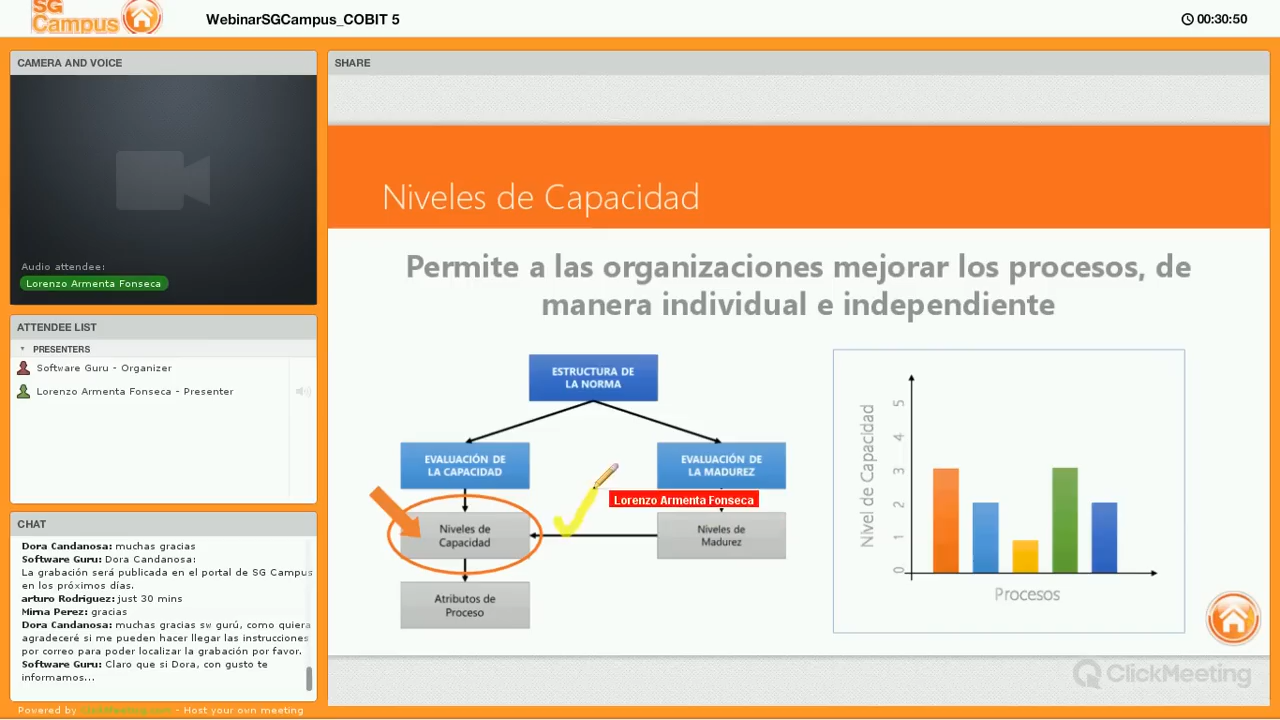 SG
Campus
WebinarSGCampus_COBIT 5
00:30:50
CAMERA AND VOICE
Audio attendee:
Lorenzo Armenta Fonseca
ATTENDEE LIST
PRESENTERS
Software Guru - Organizer
Lorenzo Armenta Fonseca - Presenter
CHAT
Dora Candanosa: muchas gracias
Software Guru: Dora Candanosa:
La grabación será publicada en el portal de SG Campus
en los próximos días.
arturo Rodriguez: just 30 mins
Mirna Perez: gracias
Dora Candanosa: muchas gracias sw gurú, como quiera
agradeceré si me pueden hacer llegar las instrucciones
por correo para poder localizar la grabación por favor.
Software Guru: Claro que si Dora, con gusto te
informamos...
Powered by ClickMeeting.com - Host your own meeting
SHARE
Niveles de Capacidad
Permite a las organizaciones mejorar los procesos, de
manera individual e independiente
ESTRUCTURA DE
LA NORMA
EVALUACIÓN DE
LA CAPACIDAD
EVALUACIÓN DE
LA MADUREZ
Lorenzo Armenta Fonseca
Niveles de
Capacidad
Niveles de
Madurez
Atributos de
Proceso
Nivel de Capacidad
5
4
3
2
1
0
Procesos
ClickMeeting